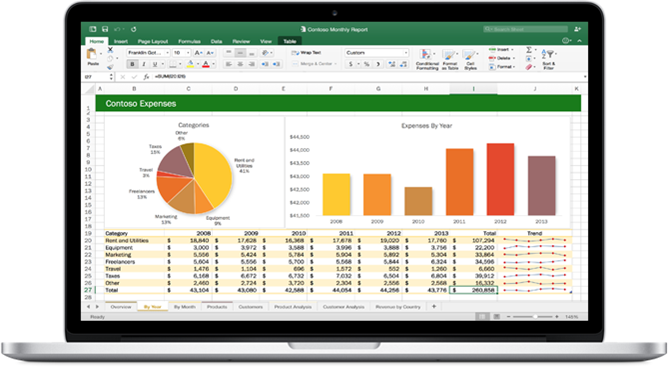 Contoso Monthly Report
Home Insert Page Layout Formulas Data Review View Table
Paste Franklin Got... 10 Wrap Text Custom Insert
B I U Merge & Center $ % Conditional Formatting Format as Table Cell Styles Delete Format Sort & Filter
I27 fx
A B C D E F G H I J K
Contoso Expenses
Categories
Other 6%
Taxes 15%
Travel 3%
Freelancers 13%
Marketing 13%
Equipment 9%
Rent and Utilities 41%
Expenses By Year
$44,500
$44,000
$43,500
$43,000
$42,500
$42,000
$41,500
2008 2009 2010 2011 2012 2013
Category 2008 2009 2010 2011 2012 2013 Total Trend
Rent and Utilities $ 18,840 $ 17,628 $ 16,368 $ 17,678 $ 19,020 $ 17,760 $ 107,294
Equipment $ 3,000 $ 3,972 $ 3,588 $ 3,996 $ 3,888 $ 3,756 $ 22,200
Marketing $ 5,556 $ 5,424 $ 5,784 $ 5,904 $ 5,892 $ 5,304 $ 33,864
Freelancers $ 5,604 $ 5,556 $ 5,700 $ 5,568 $ 5,844 $ 6,324 $ 34,596
Travel $ 1,476 $ 1,104 $ 696 $ 1,572 $ 552 $ 1,260 $ 6,660
Taxes $ 6,168 $ 6,672 $ 6,732 $ 7,032 $ 6,504 $ 6,804 $ 39,912
Other $ 2,460 $ 2,724 $ 3,720 $ 2,304 $ 2,556 $ 2,568 $ 16,332
Total $ 43,104 $ 43,080 $ 42,588 $ 44,054 $ 44,256 $ 43,776 $ 260,858
Overview By Year By Month Products Customers Product Analysis Customer Analysis Revenue by Country
Ready